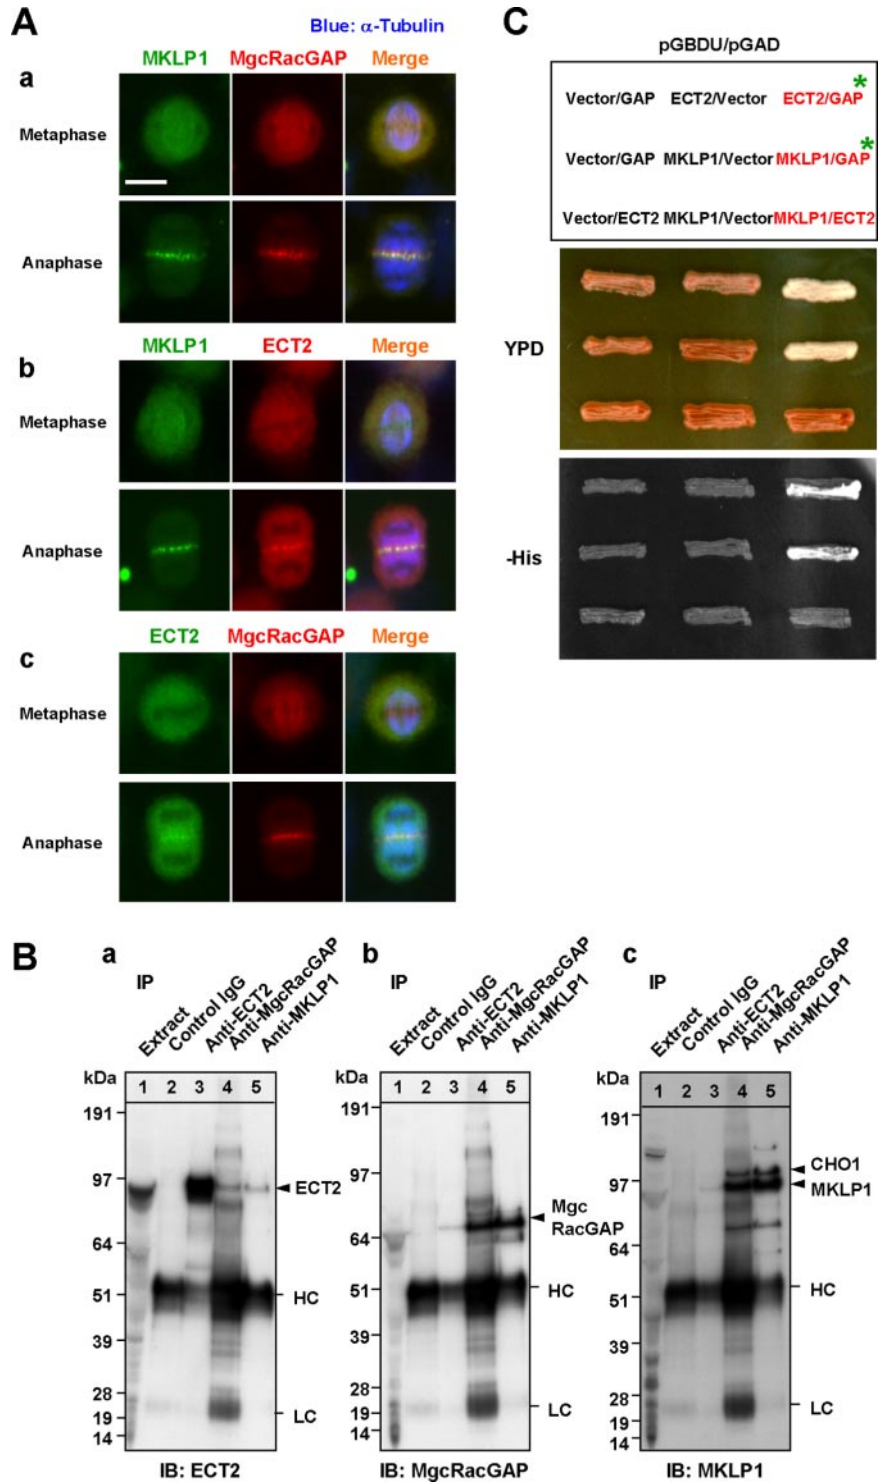 A
Blue: α-Tubulin
a
MKLP1 MgcRacGAP Merge
Metaphase
Anaphase
b
MKLP1 ECT2 Merge
Metaphase
Anaphase
c
ECT2 MgcRacGAP Merge
Metaphase
Anaphase
C
pGBDU/pGAD
Vector/GAP ECT2/Vector ECT2/GAP *
Vector/GAP MKLP1/Vector MKLP1/GAP *
Vector/ECT2 MKLP1/Vector MKLP1/ECT2
YPD
-His
B
a
IP
Extract
Control IgG
Anti-ECT2
Anti-MgcRacGAP
Anti-MKLP1
kDa
1 2 3 4 5
191
97
64
51
39
28
19
14
ECT2
HC
LC
IB: ECT2
b
IP
Extract
Control IgG
Anti-ECT2
Anti-MgcRacGAP
Anti-MKLP1
kDa
1 2 3 4 5
191
97
64
51
39
28
19
14
Mgc
RacGAP
HC
LC
IB: MgcRacGAP
c
IP
Extract
Control IgG
Anti-ECT2
Anti-MgcRacGAP
Anti-MKLP1
kDa
1 2 3 4 5
191
97
64
51
39
28
19
14
CHO1
MKLP1
HC
LC
IB: MKLP1